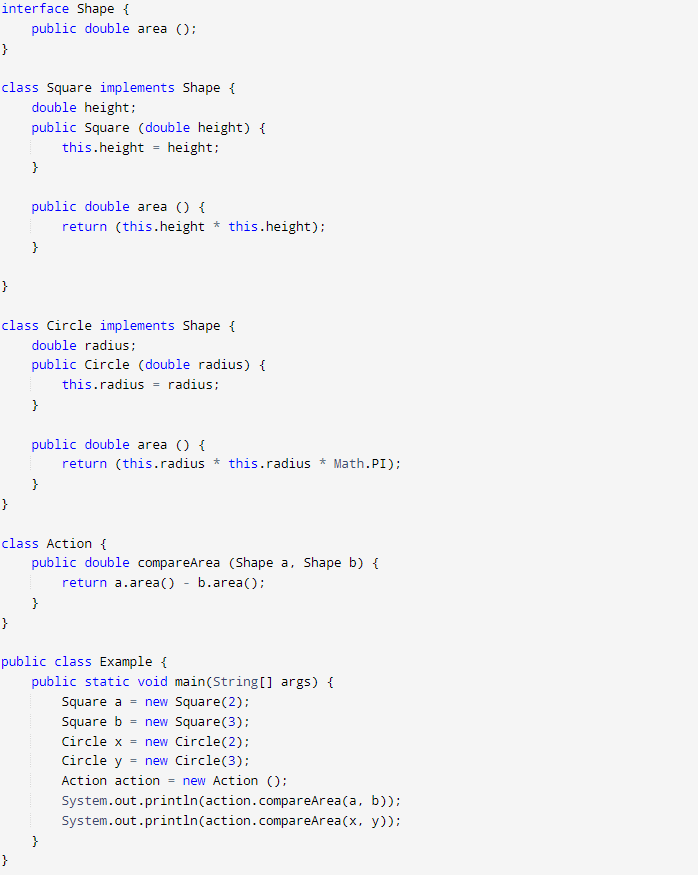 interface Shape {
    public double area ();
}

class Square implements Shape {
    double height;
    public Square (double height) {
        this.height = height;
    }

    public double area () {
        return (this.height * this.height);
    }

}

class Circle implements Shape {
    double radius;
    public Circle (double radius) {
        this.radius = radius;
    }

    public double area () {
        return (this.radius * this.radius * Math.PI);
    }
}

class Action {
    public double compareArea (Shape a, Shape b) {
        return a.area() - b.area();
    }
}

public class Example {
    public static void main(String[] args) {
        Square a = new Square(2);
        Square b = new Square(3);
        Circle x = new Circle(2);
        Circle y = new Circle(3);
        Action action = new Action ();
        System.out.println(action.compareArea(a, b));
        System.out.println(action.compareArea(x, y));
    }
}